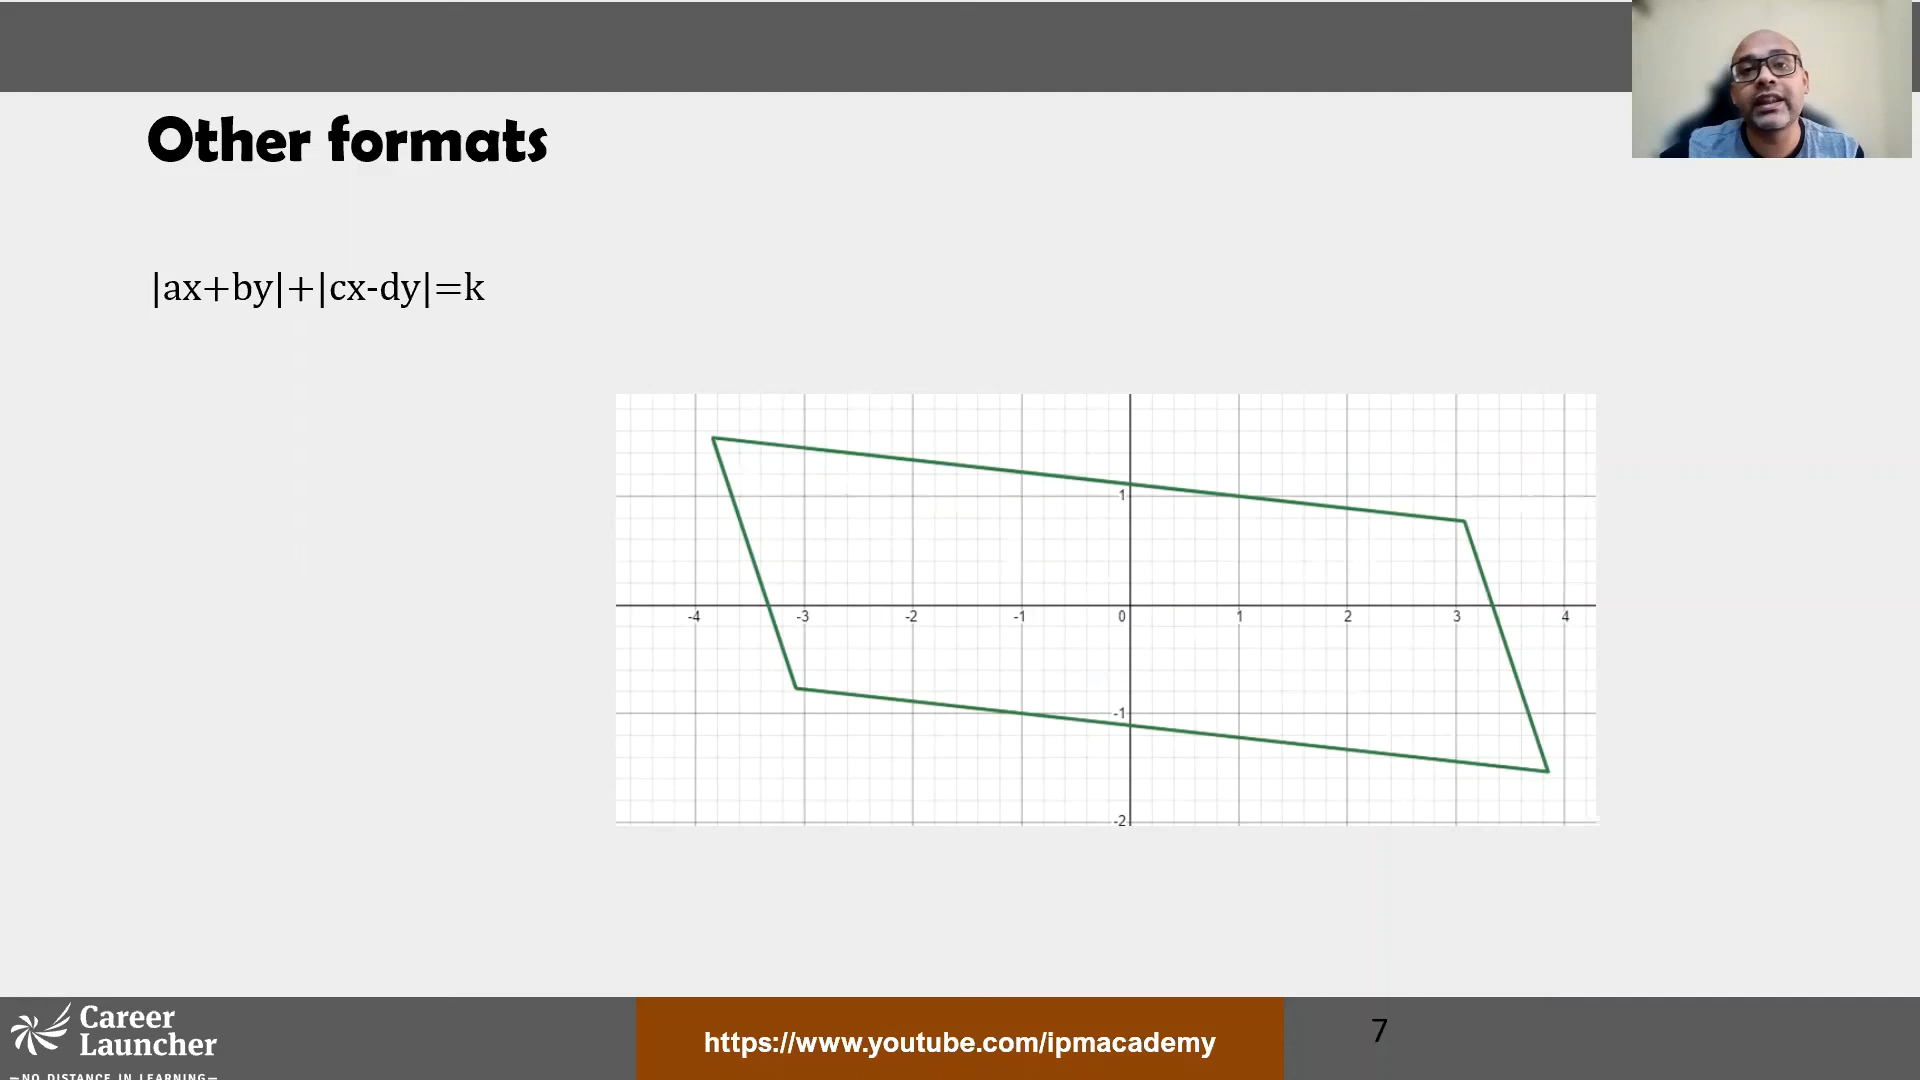 Other formats
|ax+by|+|cx-dy|=k
1
-4 -3 -2 -1 0 1 2 3 4
-1
-2
Career
Launcher
—NO DISTANCE IN LEARNING—
https://www.youtube.com/ipmacademy
7